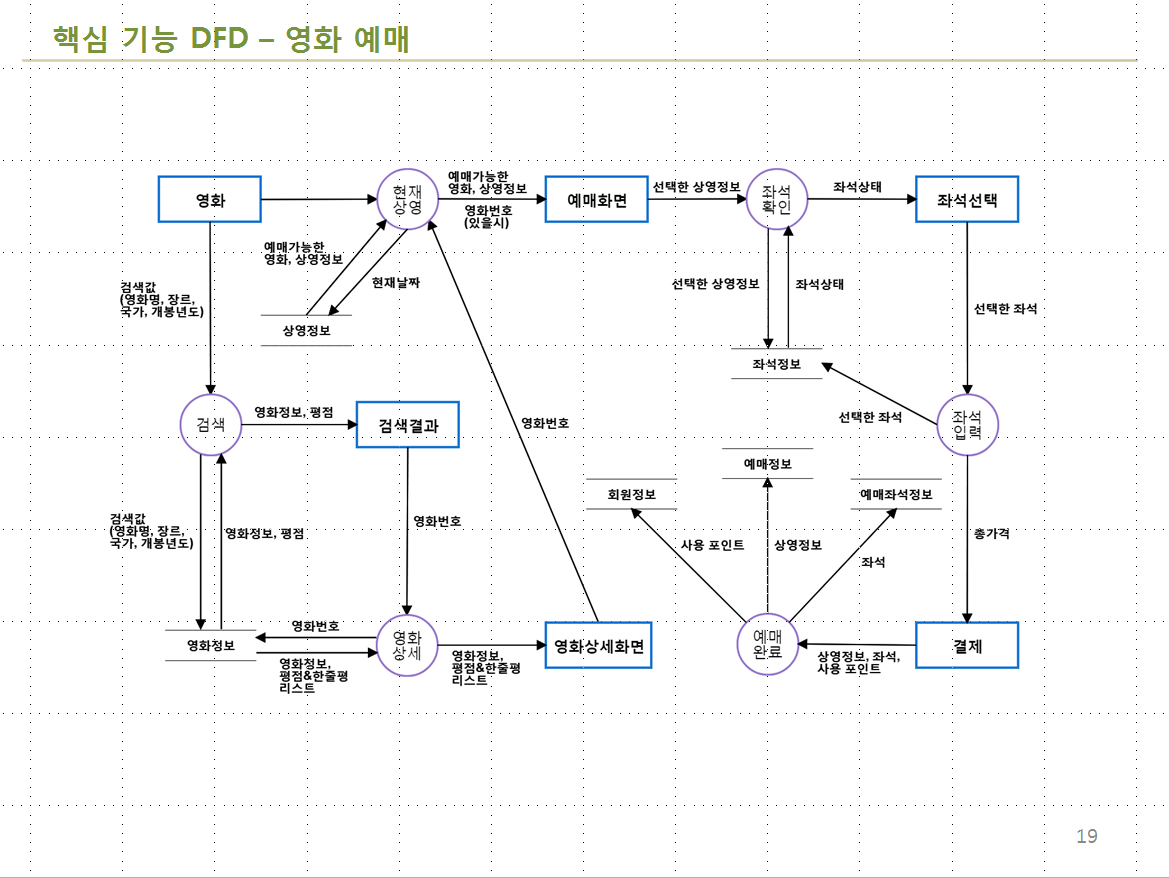 핵심 기능 DFD – 영화 예매
영화
현재
상영
예매가능한
영화, 상영정보
영화번호
(있을시)
예매화면
선택한 상영정보
좌석
확인
좌석상태
좌석선택
예매가능한
영화, 상영정보
현재날짜
상영정보
검색값
(영화명, 장르,
국가, 개봉년도)
선택한 상영정보
좌석상태
선택한 좌석
좌석정보
검색
영화정보, 평점
검색결과
영화번호
선택한 좌석
좌석
입력
예매정보
회원정보
예매좌석정보
검색값
(영화명, 장르,
국가, 개봉년도)
영화정보, 평점
영화번호
사용 포인트
상영정보
좌석
총가격
영화정보
영화번호
영화정보,
평점&한줄평
리스트
영화
상세
영화정보,
평점&한줄평
리스트
영화상세화면
예매
완료
상영정보, 좌석,
사용 포인트
결제
19